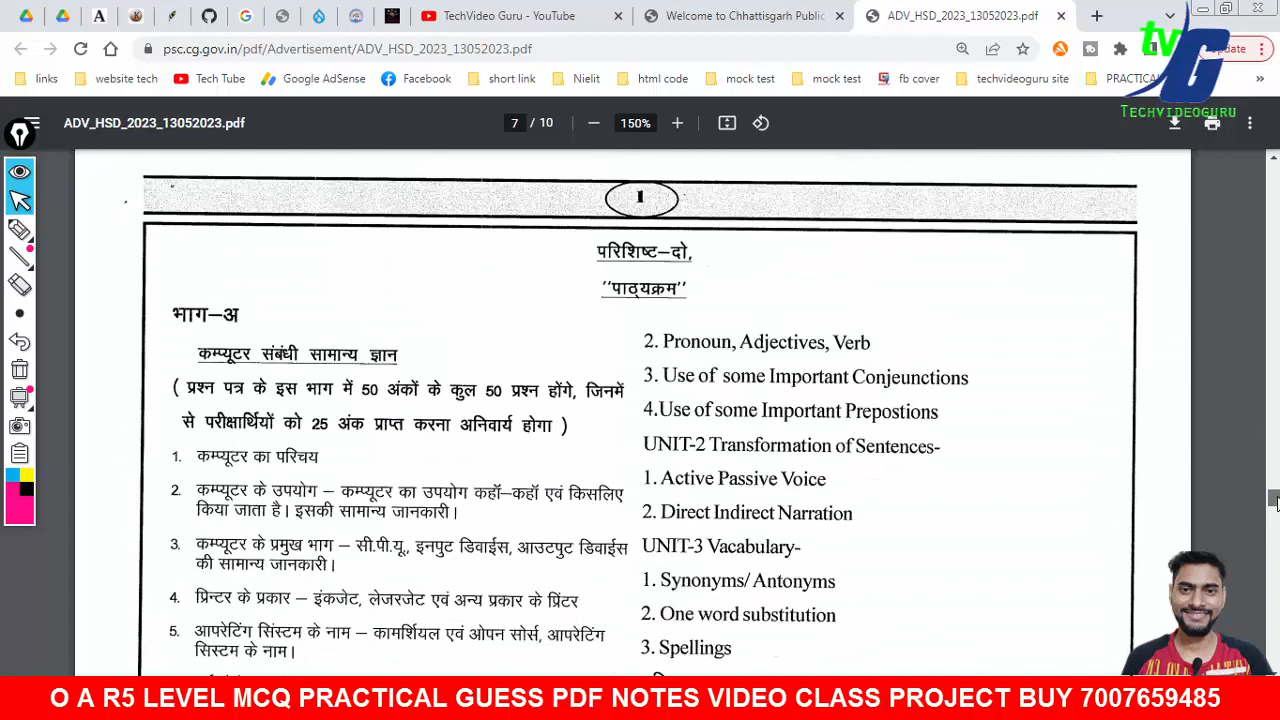 TechVideo Guru - YouTube
Welcome to Chhattisgarh Public
ADV_HSD_2023_13052023.pdf
psc.cg.gov.in/pdf/Advertisement/ADV_HSD_2023_13052023.pdf
Update
links
website tech
Tech Tube
Google AdSense
Facebook
short link
Nielit
html code
mock test
mock test
fb cover
techvideoguru site
PRACTICAL
tv
G
TECHVIDEOGURU
ADV_HSD_2023_13052023.pdf
7 / 10
150%
1
परिशिष्ट–दो,
''पाठ्यक्रम''
भाग–अ
कम्प्यूटर संबंधी सामान्य ज्ञान
( प्रश्न पत्र के इस भाग में 50 अंकों के कुल 50 प्रश्न होंगे, जिनमें
से परीक्षार्थियों को 25 अंक प्राप्त करना अनिवार्य होगा )
1. कम्प्यूटर का परिचय
2. कम्प्यूटर के उपयोग – कम्प्यूटर का उपयोग कहॉ–कहॉ एवं किसलिए
किया जाता है। इसकी सामान्य जानकारी।
3. कम्प्यूटर के प्रमुख भाग – सी.पी.यू., इनपुट डिवाईस, आउटपुट डिवाईस
की सामान्य जानकारी।
4. प्रिन्टर के प्रकार – इंकजेट, लेजरजेट एवं अन्य प्रकार के प्रिंटर
5. आपरेटिंग सिंस्टम के नाम – कामर्शियल एवं ओपन सोर्स, आपरेटिंग
सिस्टम के नाम।
2. Pronoun, Adjectives, Verb
3. Use of some Important Conjeunctions
4.Use of some Important Prepostions
UNIT-2 Transformation of Sentences-
1. Active Passive Voice
2. Direct Indirect Narration
UNIT-3 Vacabulary-
1. Synonyms/ Antonyms
2. One word substitution
3. Spellings
O A R5 LEVEL MCQ PRACTICAL GUESS PDF NOTES VIDEO CLASS PROJECT BUY 7007659485